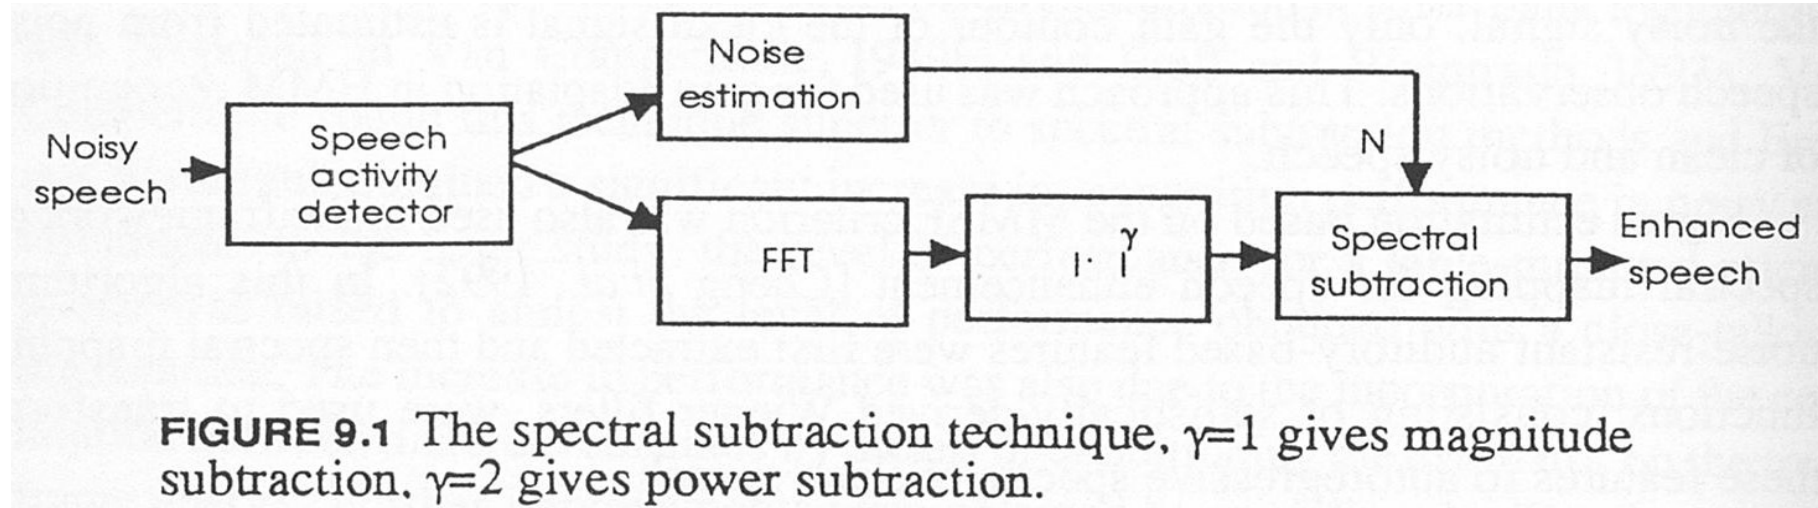 Noisy
speech
Speech
activity
detector
Noise
estimation
N
FFT
|·|γ
Spectral
subtraction
Enhanced
speech
FIGURE 9.1 The spectral subtraction technique, γ=1 gives magnitude
subtraction. γ=2 gives power subtraction.